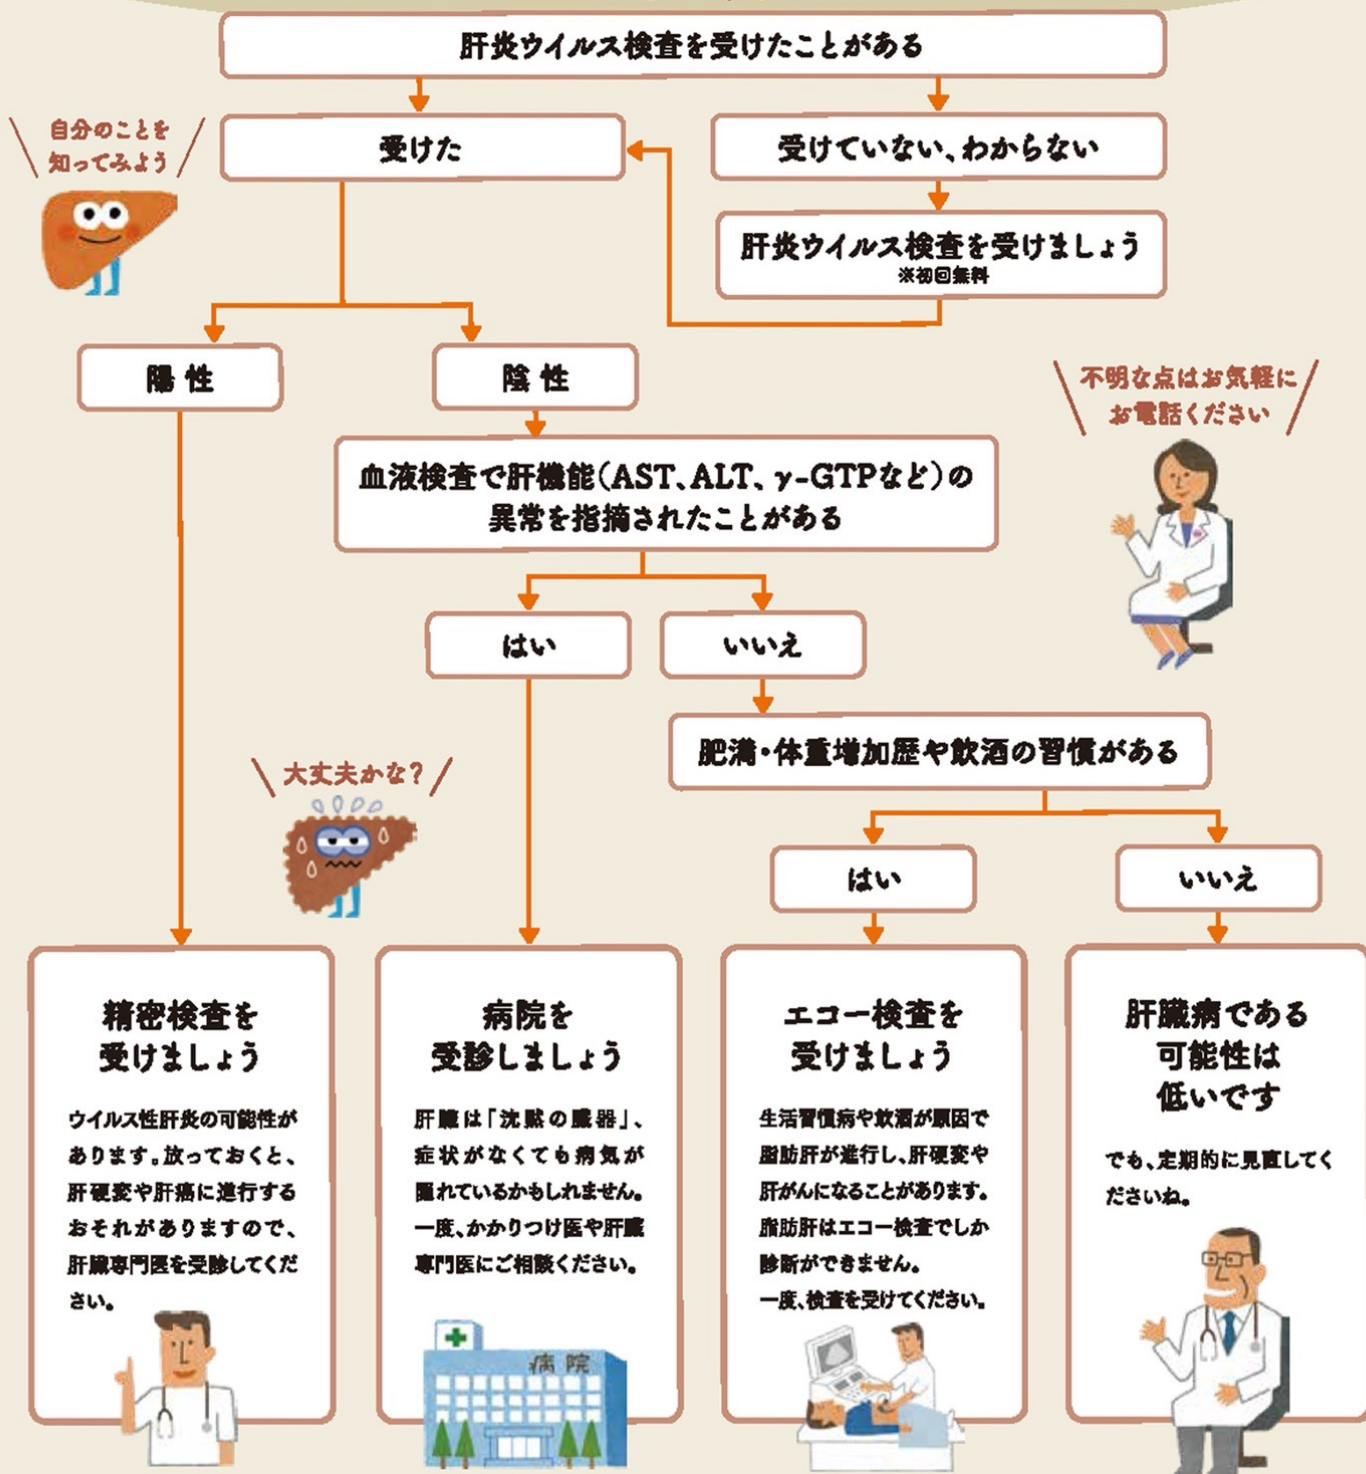 肝炎ウイルス検査を受けたことがある
自分のことを
知ってみよう
受けた
受けていない、わからない
肝炎ウイルス検査を受けましょう
※初回無料
陽性
陰性
不明な点はお気軽に
お電話ください
血液検査で肝機能(AST、ALT、γ-GTPなど)の
異常を指摘されたことがある
はい
いいえ
肥満・体重増加歴や飲酒の習慣がある
大丈夫かな?
はい
いいえ
精密検査を
受けましょう
ウイルス性肝炎の可能性が
あります。放っておくと、
肝硬変や肝癌に進行する
おそれがありますので、
肝臓専門医を受診してくだ
さい。
病院を
受診しましょう
肝臓は「沈黙の臓器」、
症状がなくても病気が
隠れているかもしれません。
一度、かかりつけ医や肝臓
専門医にご相談ください。
病院
エコー検査を
受けましょう
生活習慣病や飲酒が原因で
脂肪肝が進行し、肝硬変や
肝がんになることがあります。
脂肪肝はエコー検査でしか
診断ができません。
一度、検査を受けてください。
肝臓病である
可能性は
低いです
でも、定期的に見直してく
ださいね。